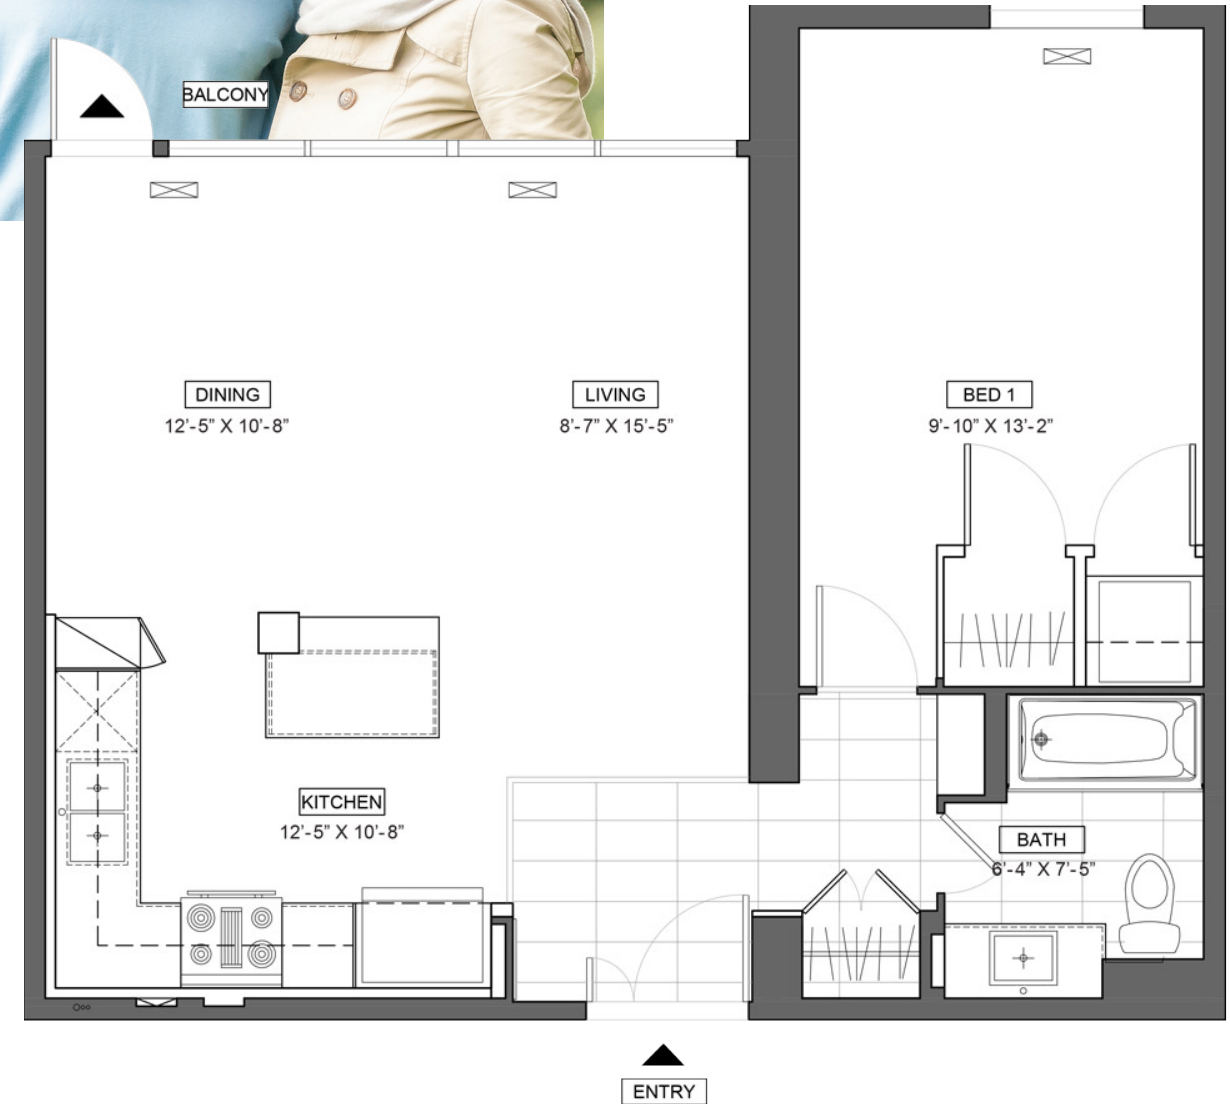 BALCONY
DINING
12'-5" X 10'-8"
LIVING
8'-7" X 15'-5"
BED 1
9'-10" X 13'-2"
KITCHEN
12'-5" X 10'-8"
BATH
6'-4" X 7'-5"
ENTRY